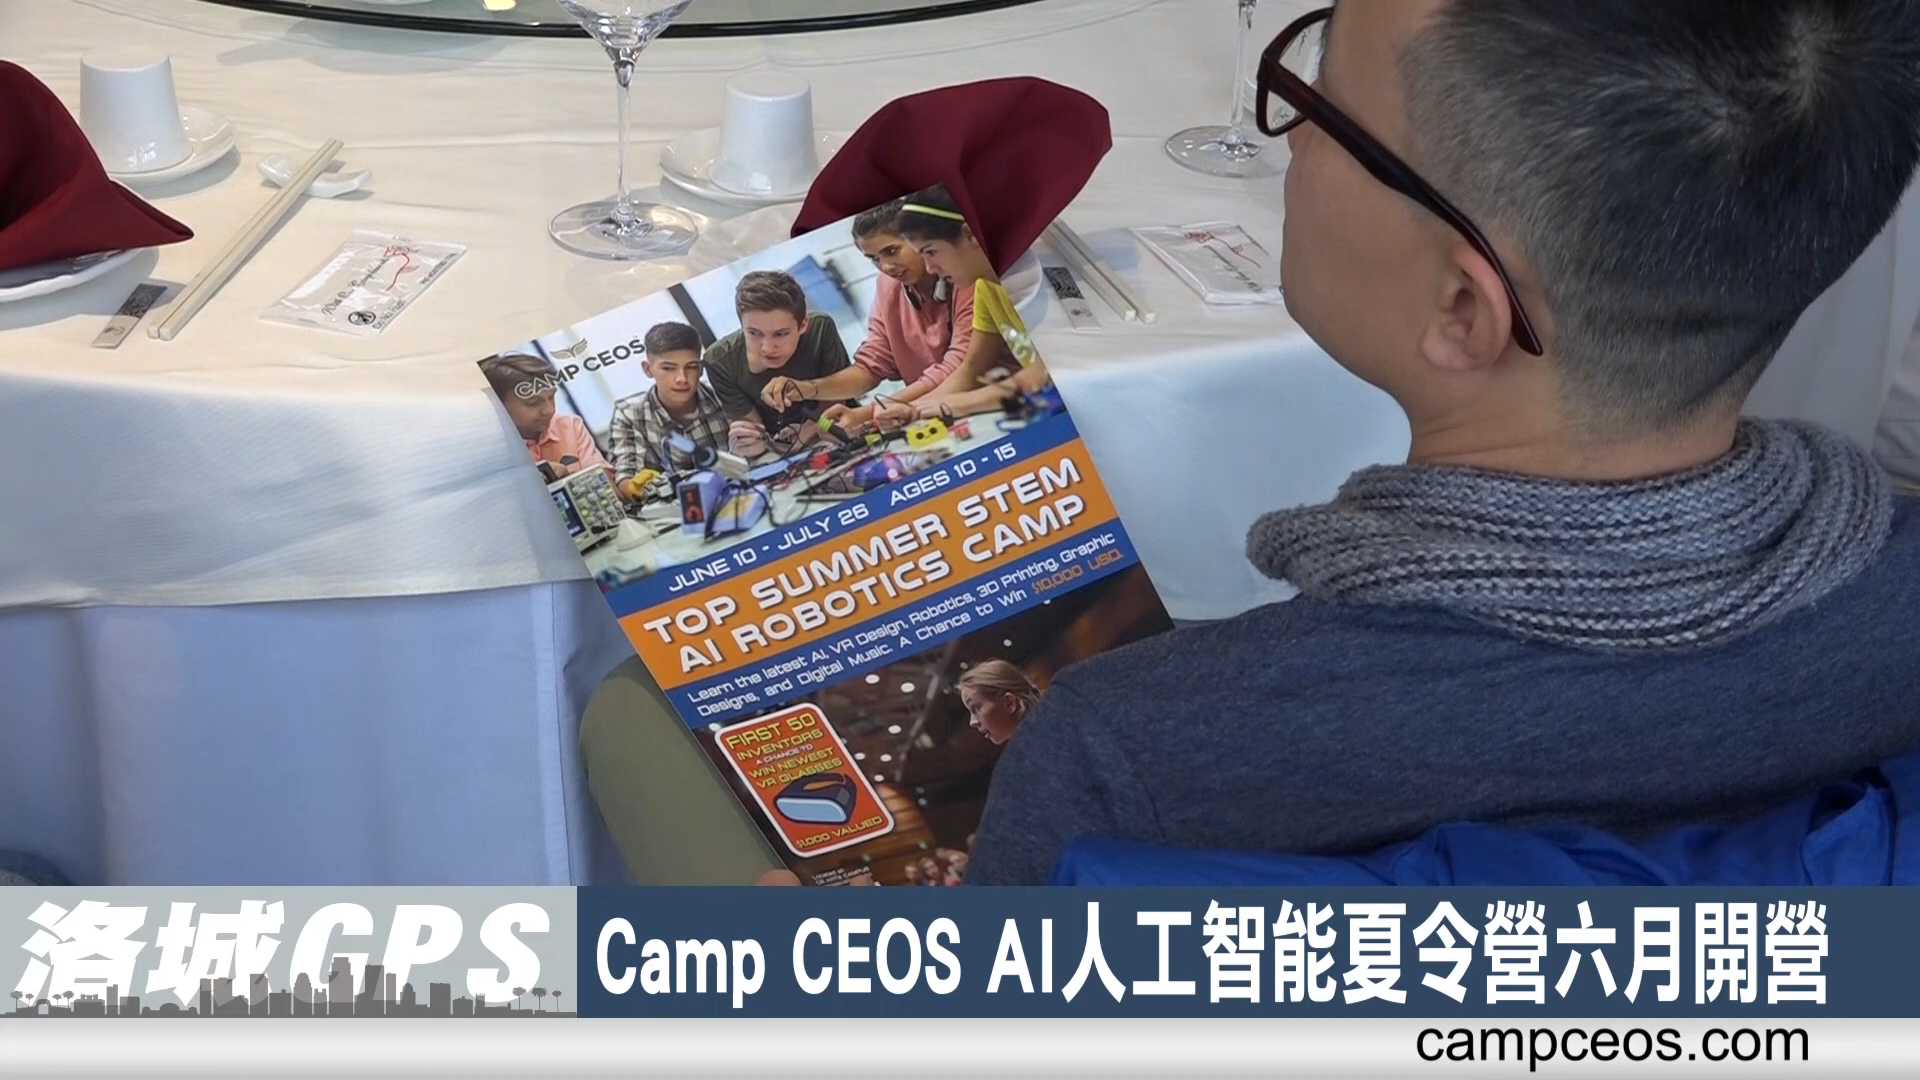 CAMP CEOS
JUNE 10 - JULY 26 AGES 10 - 15
TOP SUMMER STEM
AI ROBOTICS CAMP
Learn the latest AI, VR Design, Robotics, 3D Printing, Graphic
Designs, and Digital Music. A Chance to Win $10,000 USD.
FIRST 50
INVENTORS
A CHANCE TO
WIN NEWEST
VR GLASSES
$1,000 VALUED
洛城GPS
Camp CEOS AI人工智能夏令營六月開營
campceos.com